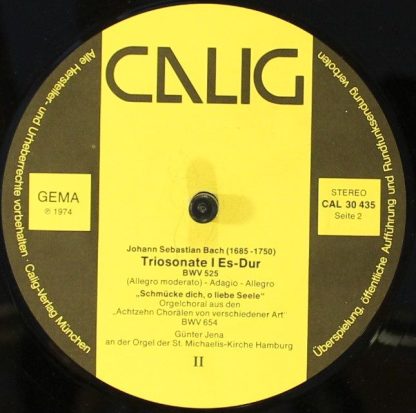 CALIG
Alle Hersteller- und Urheberrechte vorbehalten · Calig-Verlag München
Überspielung, öffentliche Aufführung und Rundfunksendung verboten
GEMA
℗ 1974
STEREO
CAL 30 435
Seite 2
Johann Sebastian Bach (1685-1750)
Triosonate I Es-Dur
BWV 525
(Allegro moderato) - Adagio - Allegro
„Schmücke dich, o liebe Seele"
Orgelchoral aus den
„Achtzehn Chorälen von verschiedener Art'
BWV 654
Günter Jena
an der Orgel der St. Michaelis-Kirche Hamburg
II